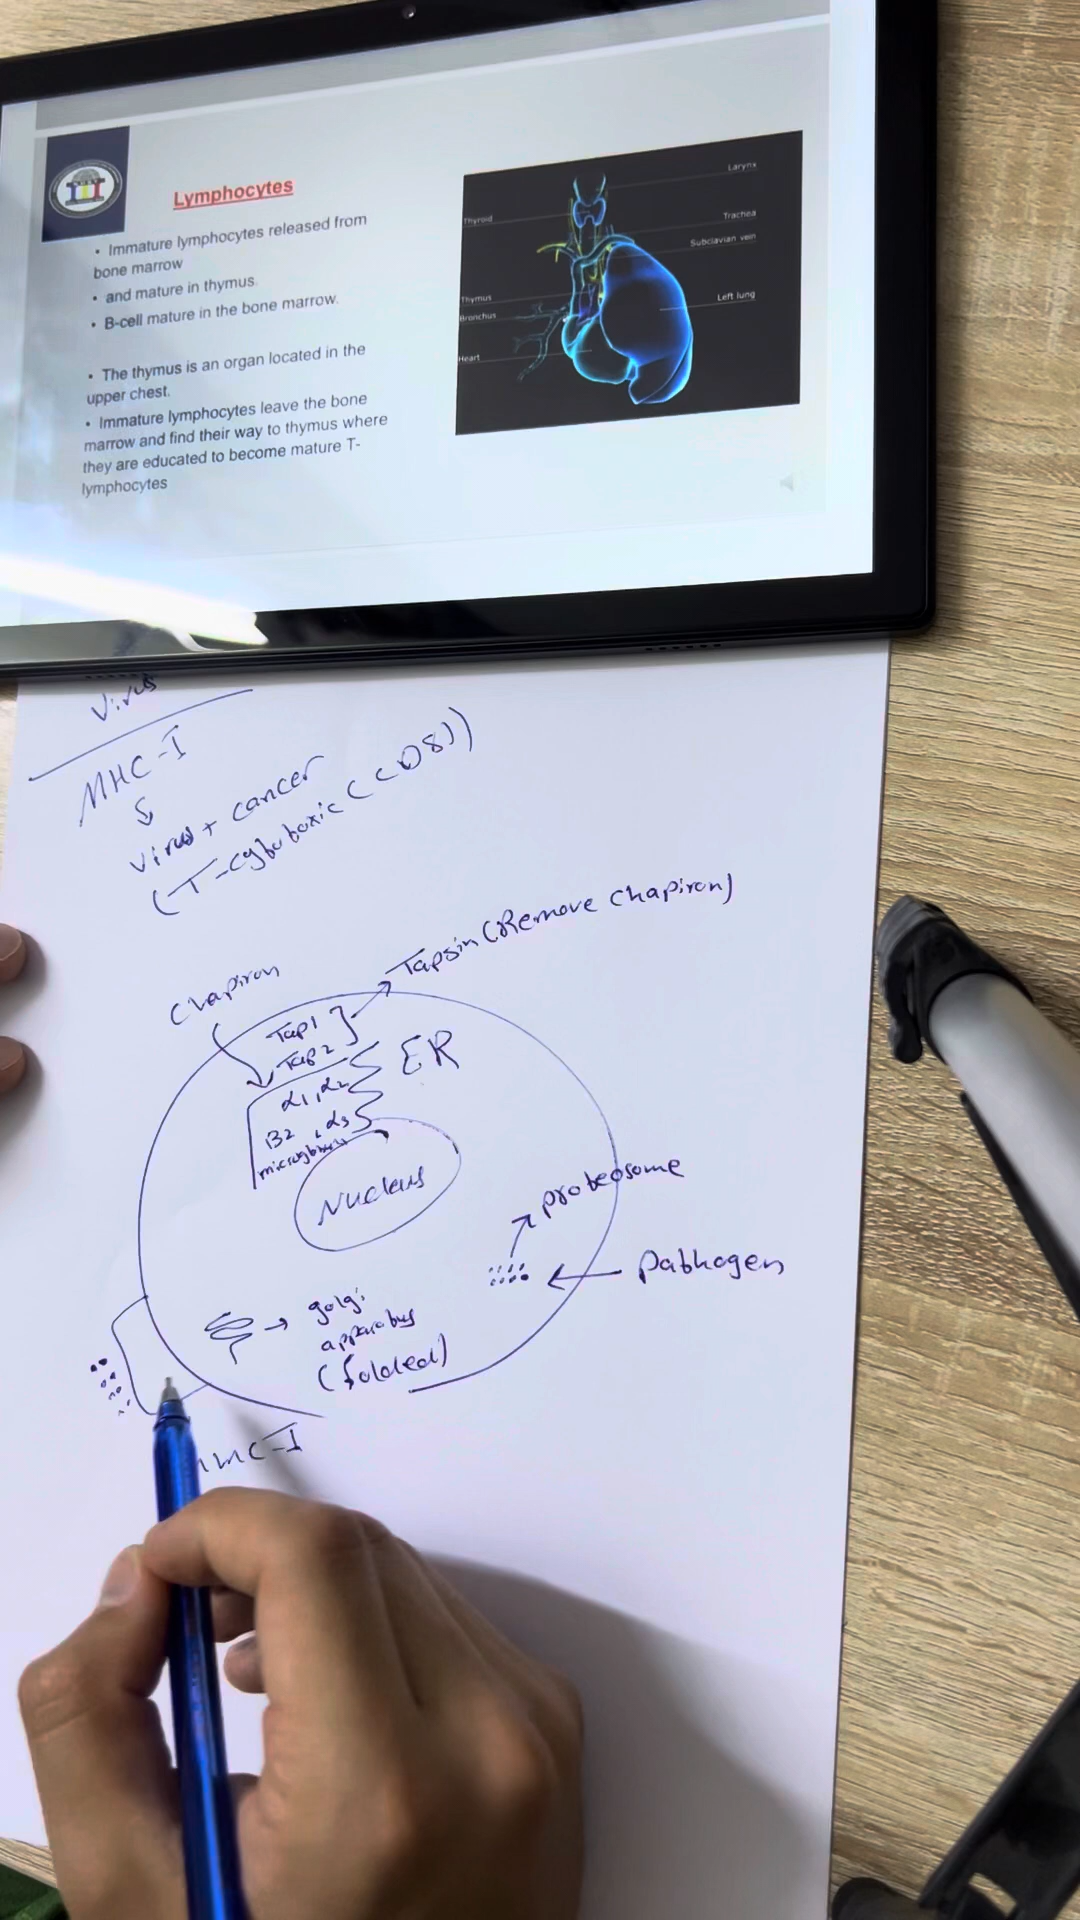 Lymphocytes
• Immature lymphocytes released from
bone marrow
• and mature in thymus.
• B-cell mature in the bone marrow.
• The thymus is an organ located in the
upper chest.
• Immature lymphocytes leave the bone
marrow and find their way to thymus where
they are educated to become mature T-
lymphocytes
Larynx
Thyroid
Trachea
Subclavian vein
Thymus
Left lung
Bronchus
Heart
Virus
MHC-I
virus + cancer
(T-cytotoxic (CD8))
Chapiron
Tapsin (Remove Chapiron)
Tap1
Tap2
ER
α1, α2
B2, α3
Nucleus
proteosome
pathogen
golgi
(folded)